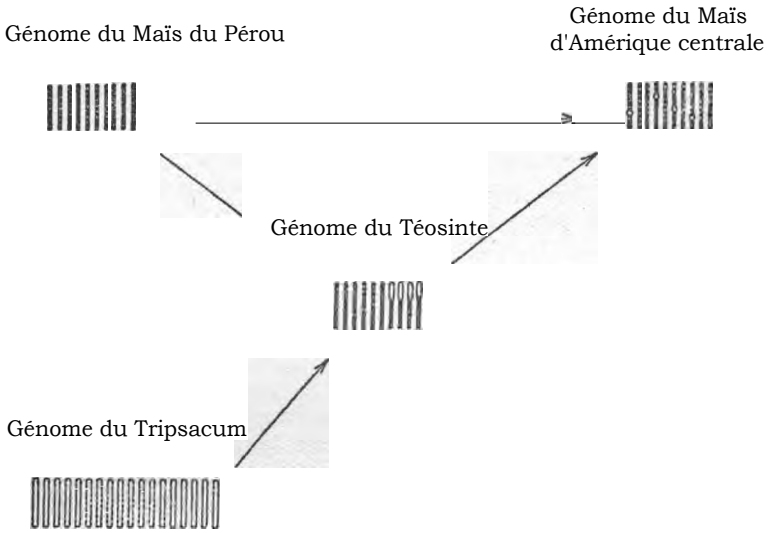 Génome du Maïs du Pérou
Génome du Maïs
d'Amérique centrale
Génome du Téosinte
Génome du Tripsacum